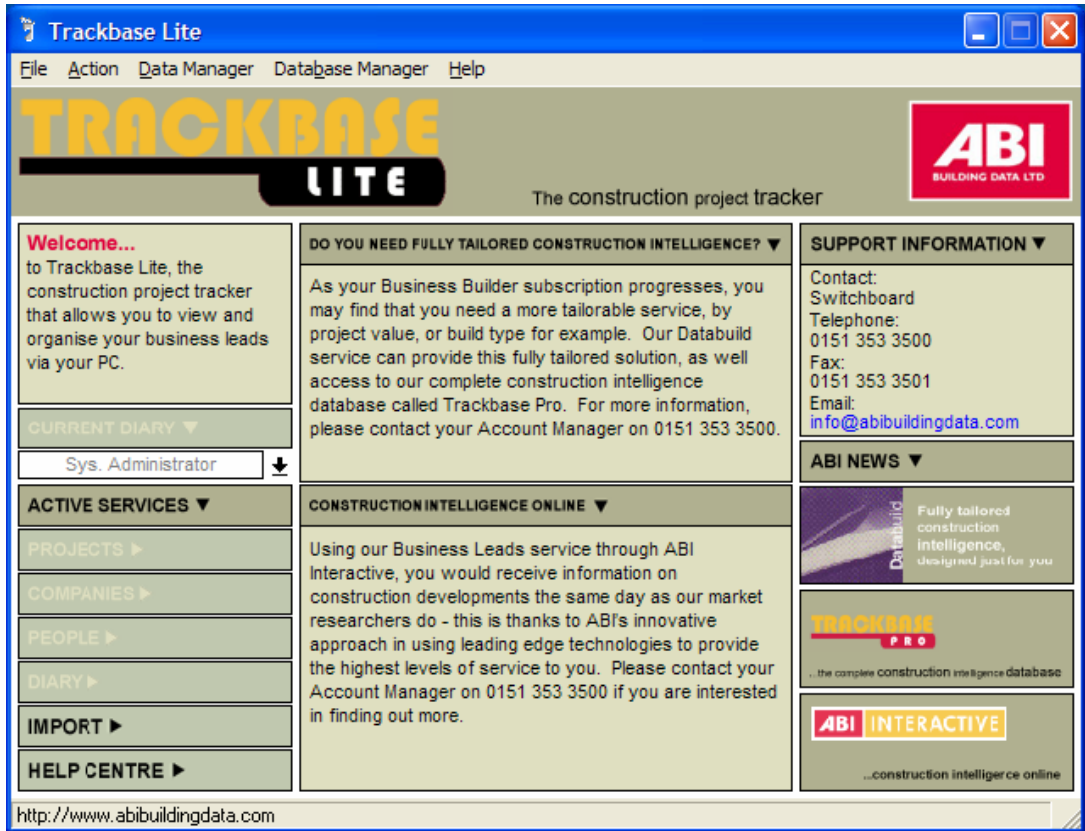 Trackbase Lite
File Action Data Manager Database Manager Help
TRACKBASE
LITE
The construction project tracker
ABI
BUILDING DATA LTD
Welcome...
to Trackbase Lite, the
construction project tracker
that allows you to view and
organise your business leads
via your PC.
CURRENT DIARY ▼
Sys. Administrator
ACTIVE SERVICES ▼
PROJECTS ►
COMPANIES ►
PEOPLE ►
DIARY ►
IMPORT ►
HELP CENTRE ►
DO YOU NEED FULLY TAILORED CONSTRUCTION INTELLIGENCE? ▼
As your Business Builder subscription progresses, you
may find that you need a more tailorable service, by
project value, or build type for example. Our Databuild
service can provide this fully tailored solution, as well
access to our complete construction intelligence
database called Trackbase Pro. For more information,
please contact your Account Manager on 0151 353 3500.
CONSTRUCTION INTELLIGENCE ONLINE ▼
Using our Business Leads service through ABI
Interactive, you would receive information on
construction developments the same day as our market
researchers do - this is thanks to ABI's innovative
approach in using leading edge technologies to provide
the highest levels of service to you. Please contact your
Account Manager on 0151 353 3500 if you are interested
in finding out more.
SUPPORT INFORMATION ▼
Contact:
Switchboard
Telephone:
0151 353 3500
Fax:
0151 353 3501
Email:
info@abibuildingdata.com
ABI NEWS ▼
Databuild
Fully tailored
construction
intelligence,
designed just for you
TRACKBASE
PRO
...the complete construction intelligence database
ABI INTERACTIVE
...construction intelligence online
http://www.abibuildingdata.com